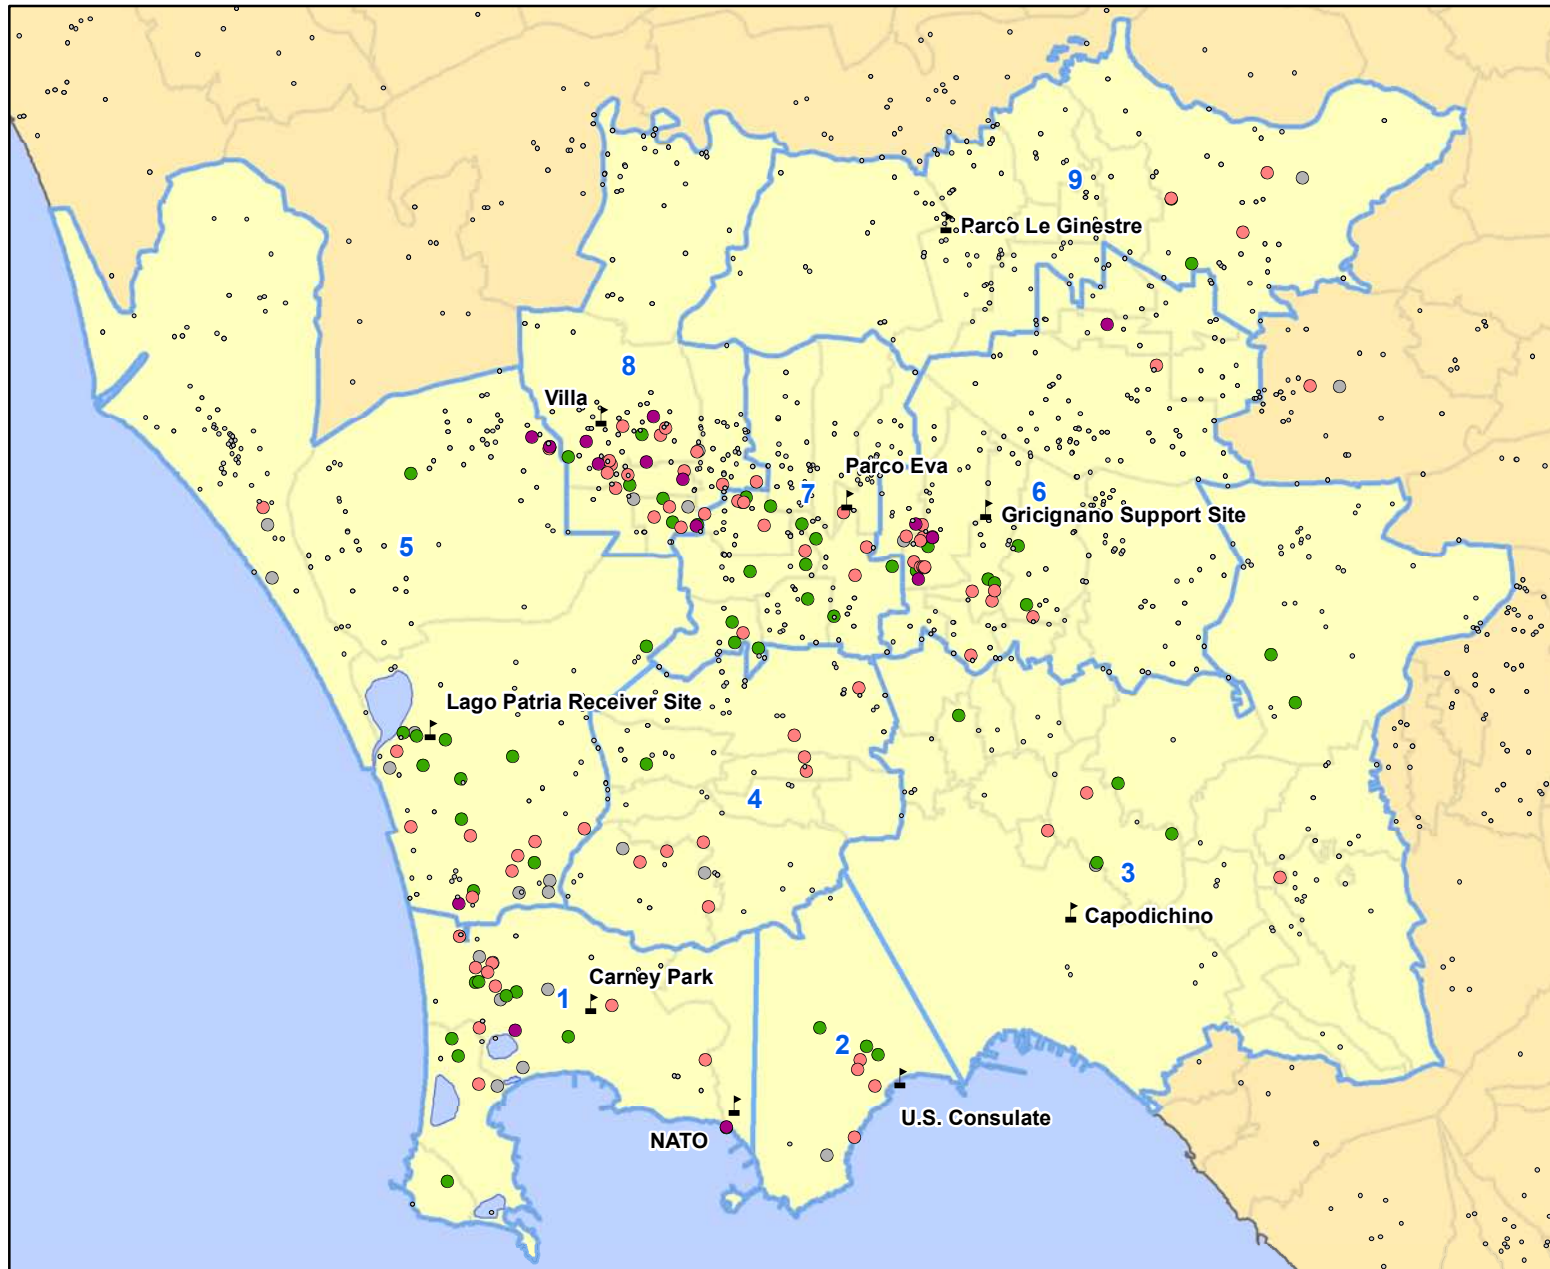 9
Parco Le Ginestre
8
Villa
Parco Eva
7
6
Gricignano Support Site
5
Lago Patria Receiver Site
4
3
Capodichino
Carney Park
1
2
U.S. Consulate
NATO